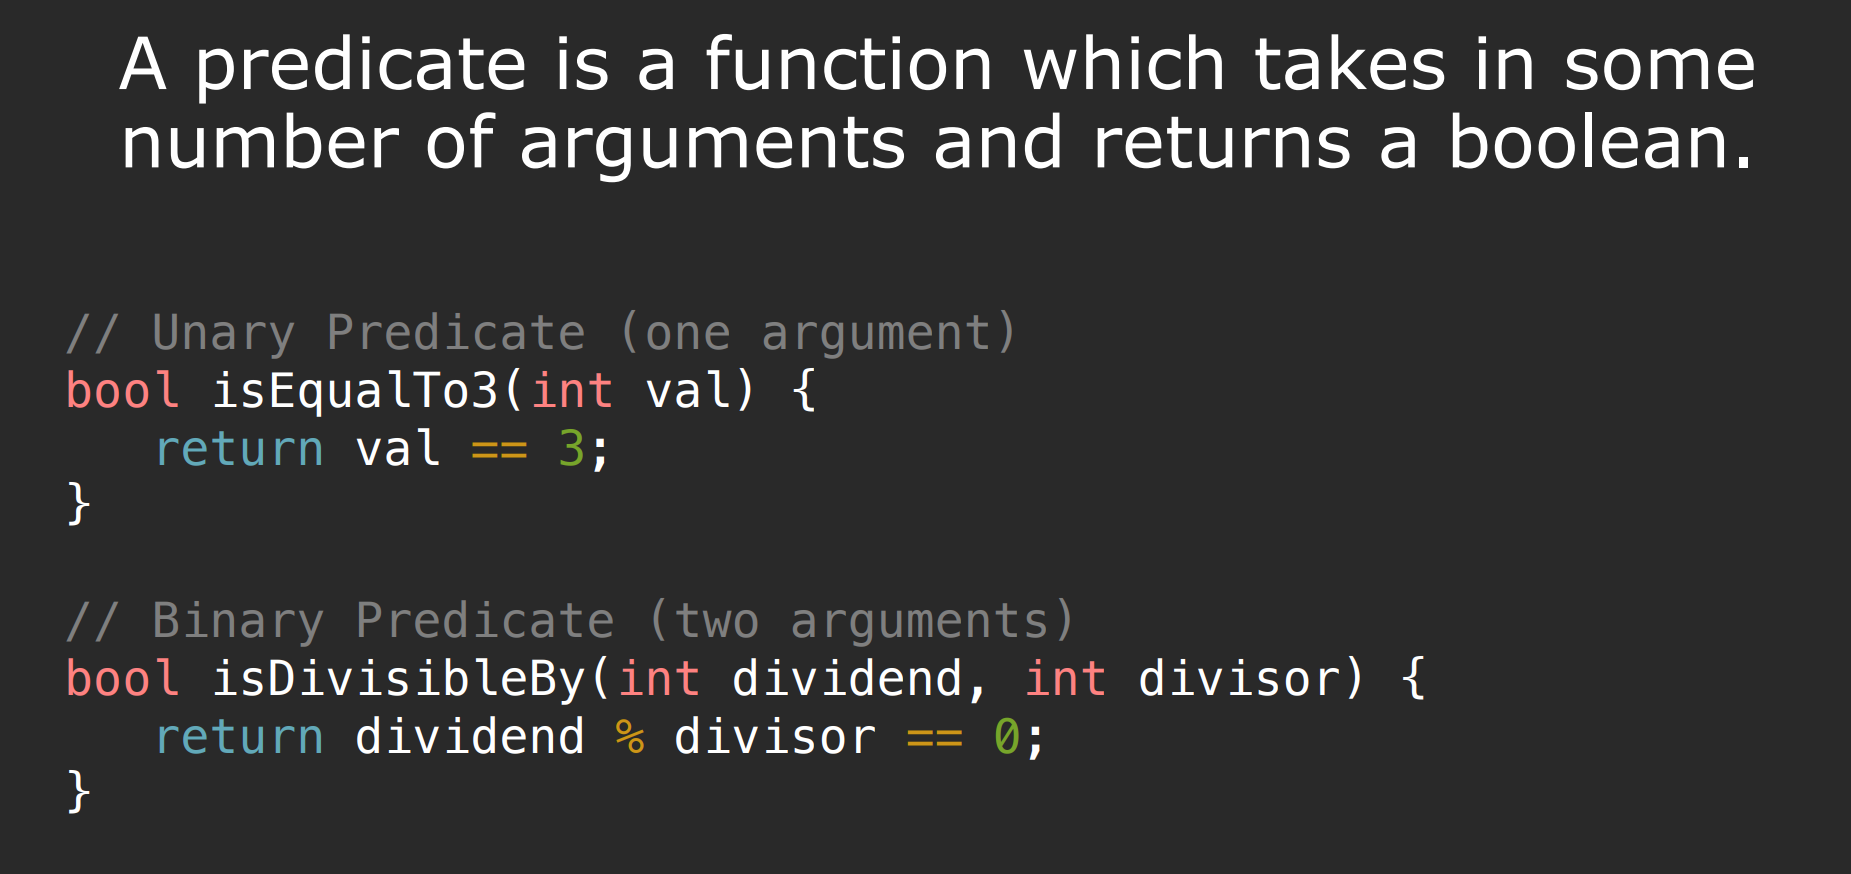 A predicate is a function which takes in some
number of arguments and returns a boolean.
// Unary Predicate (one argument)
bool isEqualTo3(int val) {
   return val == 3;
}
// Binary Predicate (two arguments)
bool isDivisibleBy(int dividend, int divisor) {
   return dividend % divisor == 0;
}